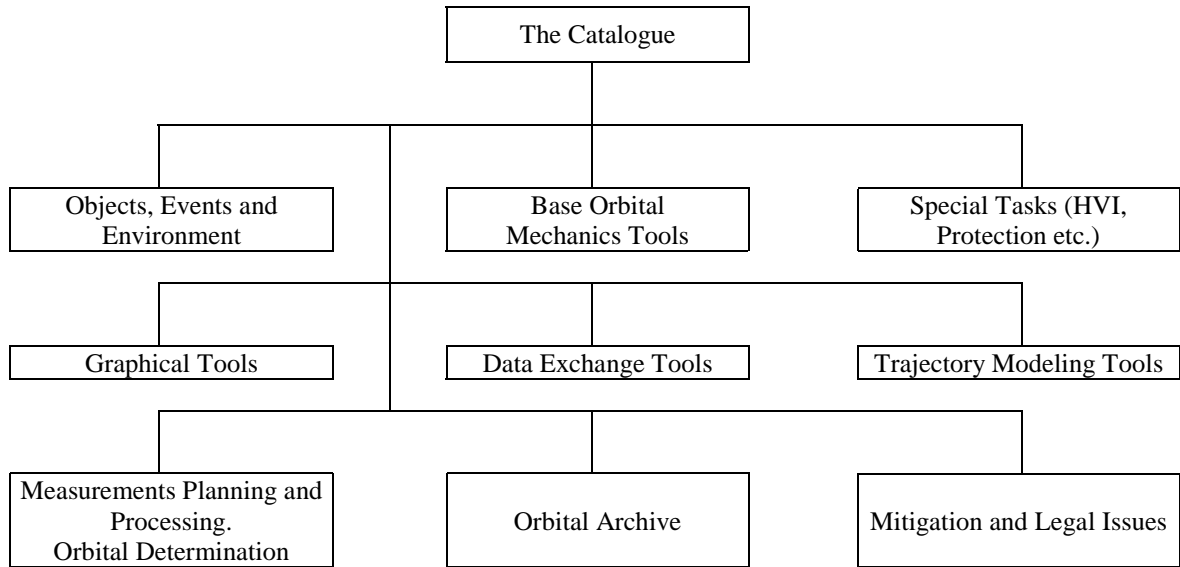 The Catalogue
Objects, Events and
Environment
Base Orbital
Mechanics Tools
Special Tasks (HVI,
Protection etc.)
Graphical Tools
Data Exchange Tools
Trajectory Modeling Tools
Measurements Planning and
Processing.
Orbital Determination
Orbital Archive
Mitigation and Legal Issues